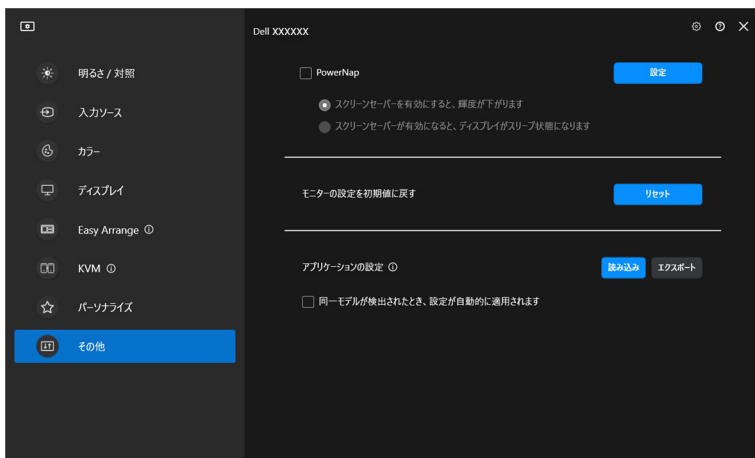 Dell XXXXXX
明るさ / 対照
入力ソース
カラー
ディスプレイ
Easy Arrange
KVM
パーソナライズ
その他
PowerNap
設定
スクリーンセーバーを有効にすると、輝度が下がります
スクリーンセーバーが有効になると、ディスプレイがスリープ状態になります
モニターの設定を初期値に戻す
リセット
アプリケーションの設定
読み込み
エクスポート
同一モデルが検出されたとき、設定が自動的に適用されます